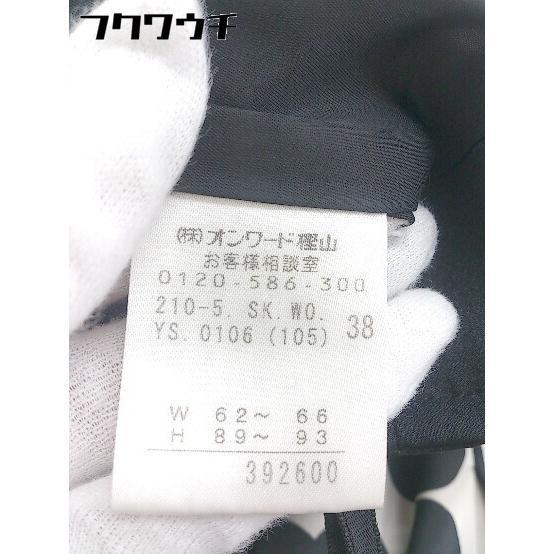 フクワウチ
(株)オンワード樫山
お客様相談室
0120-586-300
210-5. SK. WO.
YS. 0106 (105) 38
W 62～ 66
H 89～ 93
392600